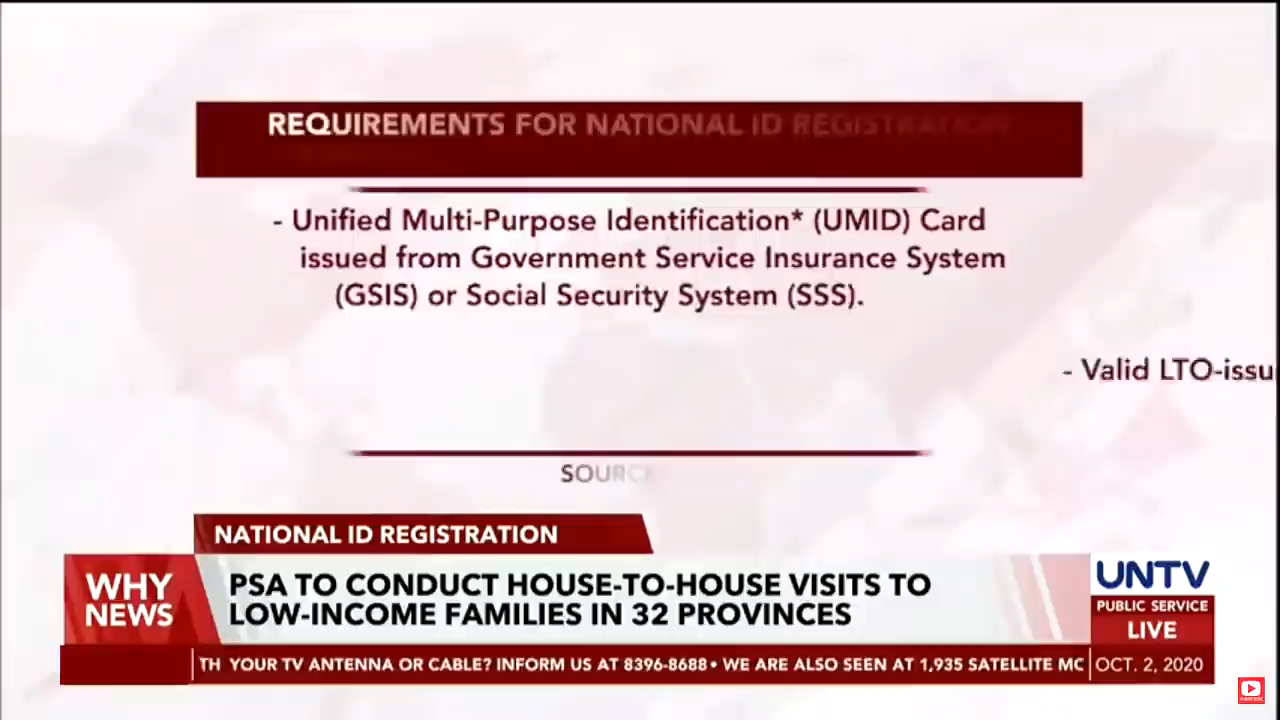 REQUIREMENTS FOR NATIONAL ID REGISTRATION
- Unified Multi-Purpose Identification* (UMID) Card
issued from Government Service Insurance System
(GSIS) or Social Security System (SSS).
- Valid LTO-issu
SOURC
NATIONAL ID REGISTRATION
WHY
NEWS
PSA TO CONDUCT HOUSE-TO-HOUSE VISITS TO
LOW-INCOME FAMILIES IN 32 PROVINCES
UNTV
PUBLIC SERVICE
LIVE
TH YOUR TV ANTENNA OR CABLE? INFORM US AT 8396-8688• WE ARE ALSO SEEN AT 1,935 SATELLITE MC
OCT. 2, 2020